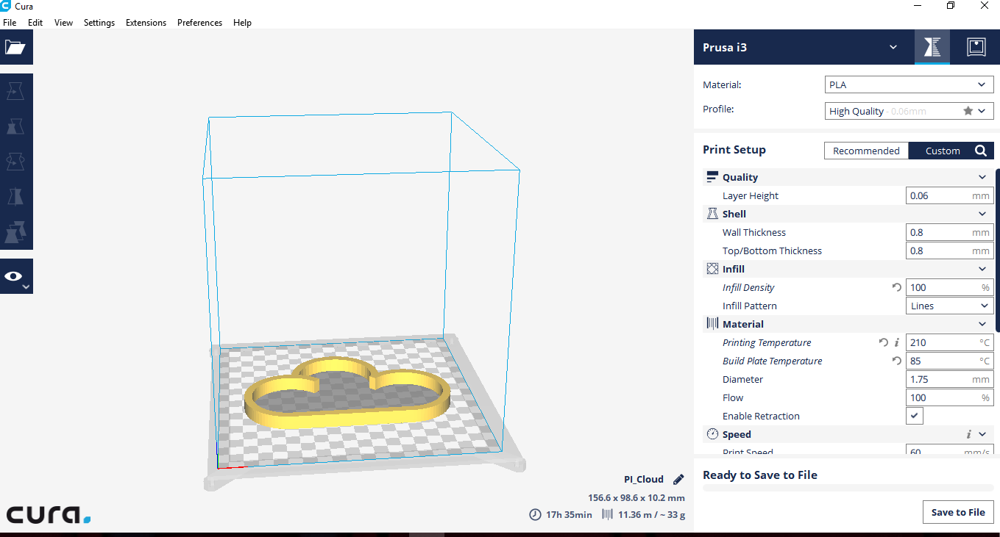 Cura
File Edit View Settings Extensions Preferences Help
Prusa i3
Material: PLA
Profile: High Quality - 0.06mm
Print Setup Recommended Custom
Quality
Layer Height 0.06 mm
Shell
Wall Thickness 0.8 mm
Top/Bottom Thickness 0.8 mm
Infill
Infill Density 100 %
Infill Pattern Lines
Material
Printing Temperature i 210 °C
Build Plate Temperature 85 °C
Diameter 1.75 mm
Flow 100 %
Enable Retraction
Speed i
Print Speed 60 mm/s
PI_Cloud
156.6 x 98.6 x 10.2 mm
17h 35min 11.36 m / ~ 33 g
Ready to Save to File
Save to File
cura.